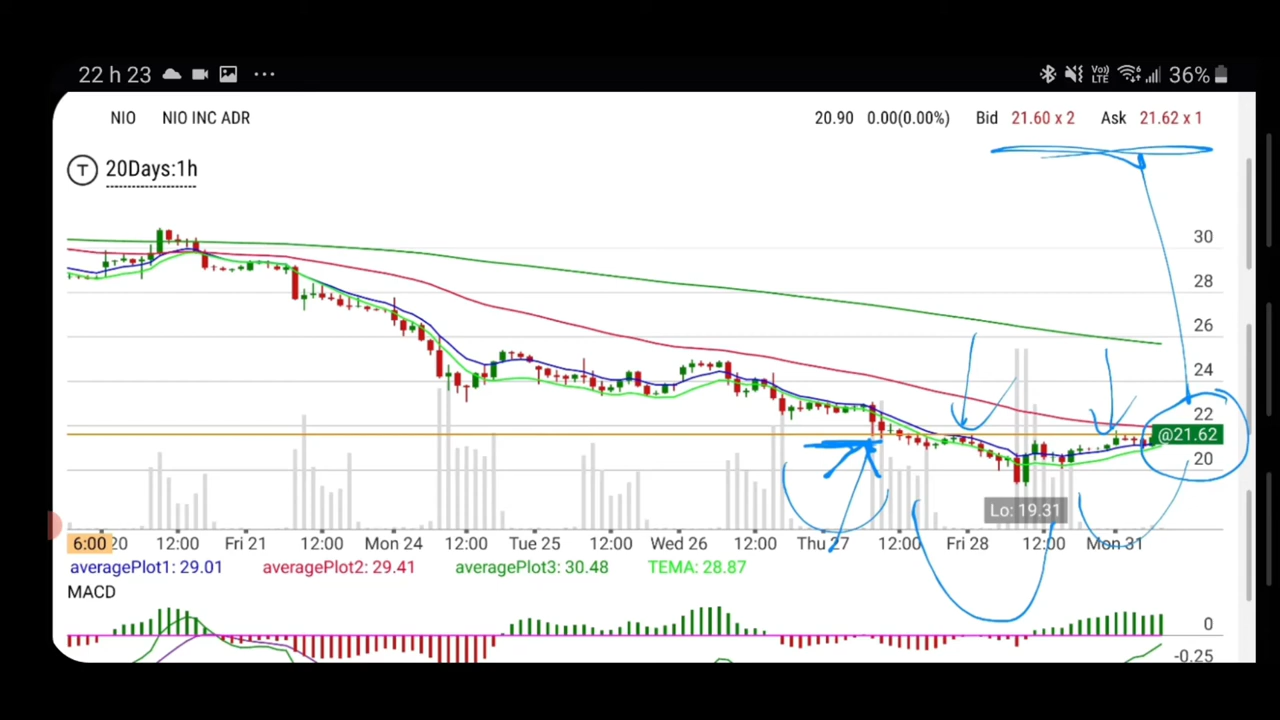 22 h 23 ... Vo)) LTE 6 36%
NIO NIO INC ADR 20.90 0.00(0.00%) Bid 21.60 x 2 Ask 21.62 x 1
T 20Days:1h
30
28
26
24
22
@21.62
20
Lo: 19.31
6:00 20 12:00 Fri 21 12:00 Mon 24 12:00 Tue 25 12:00 Wed 26 12:00 Thu 27 12:00 Fri 28 12:00 Mon 31
averagePlot1: 29.01 averagePlot2: 29.41 averagePlot3: 30.48 TEMA: 28.87
MACD
0
-0.25